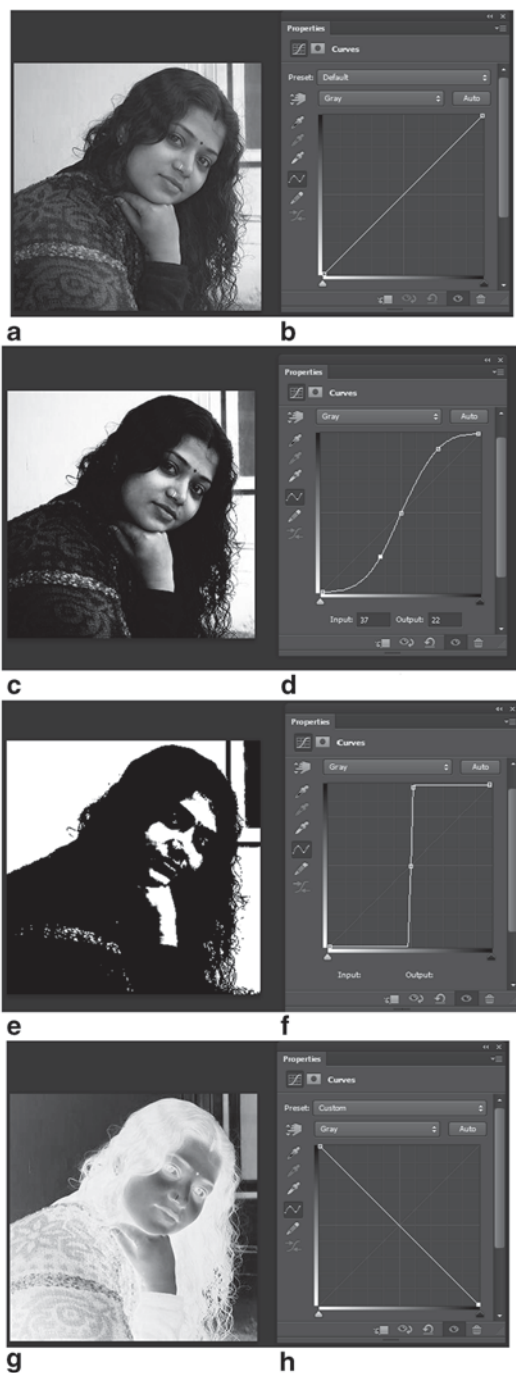 Properties
Curves
Preset: Default
Gray Auto
a b
Properties
Curves
Gray Auto
Input: 37 Output: 22
c d
Properties
Curves
Gray Auto
Input: Output:
e f
Properties
Curves
Preset: Custom
Gray Auto
g h